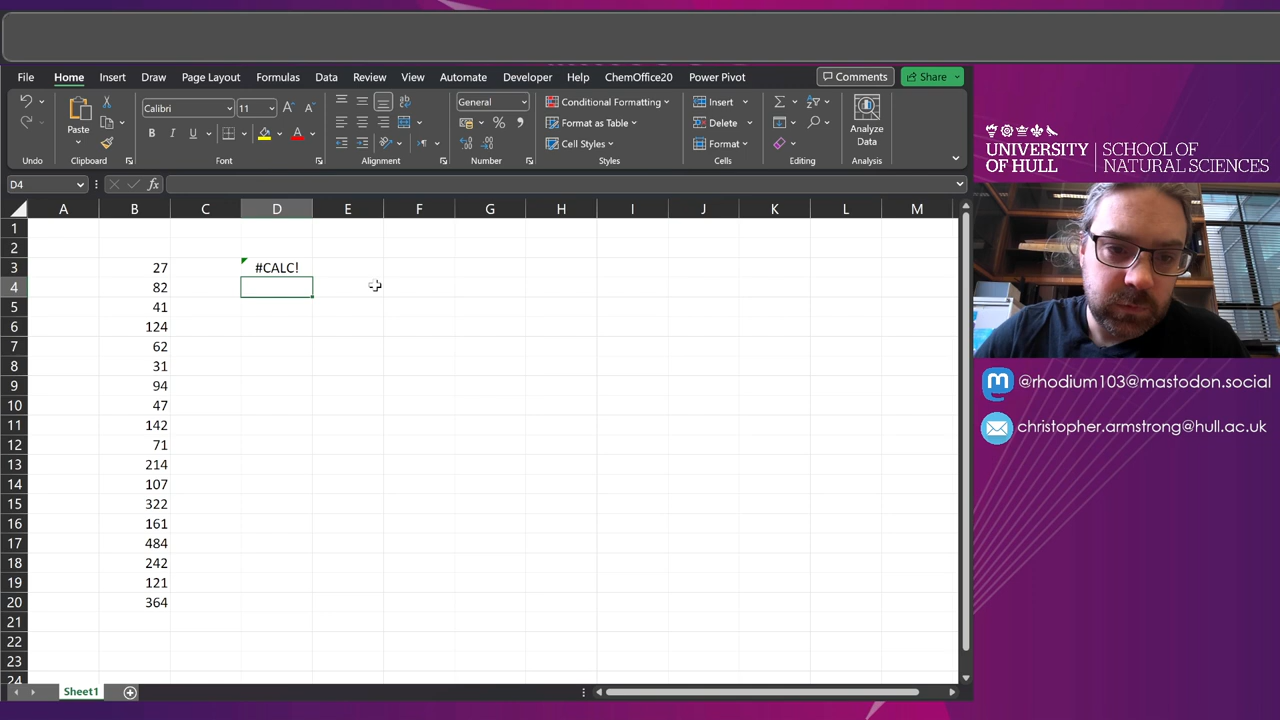 File Home Insert Draw Page Layout Formulas Data Review View Automate Developer Help ChemOffice20 Power Pivot Comments Share
Calibri 11 General Conditional Formatting Insert
Paste Format as Table Delete Analyze Data
Cell Styles Format
Undo Clipboard Font Alignment Number Styles Cells Editing Analysis
D4 fx
A B C D E F G H I J K L M
1
2
3 27 #CALC!
4 82
5 41
6 124
7 62
8 31
9 94
10 47
11 142
12 71
13 214
14 107
15 322
16 161
17 484
18 242
19 121
20 364
21
22
23
24
Sheet1
UNIVERSITY OF HULL
SCHOOL OF NATURAL SCIENCES
@rhodium103@mastodon.social
christopher.armstrong@hull.ac.uk